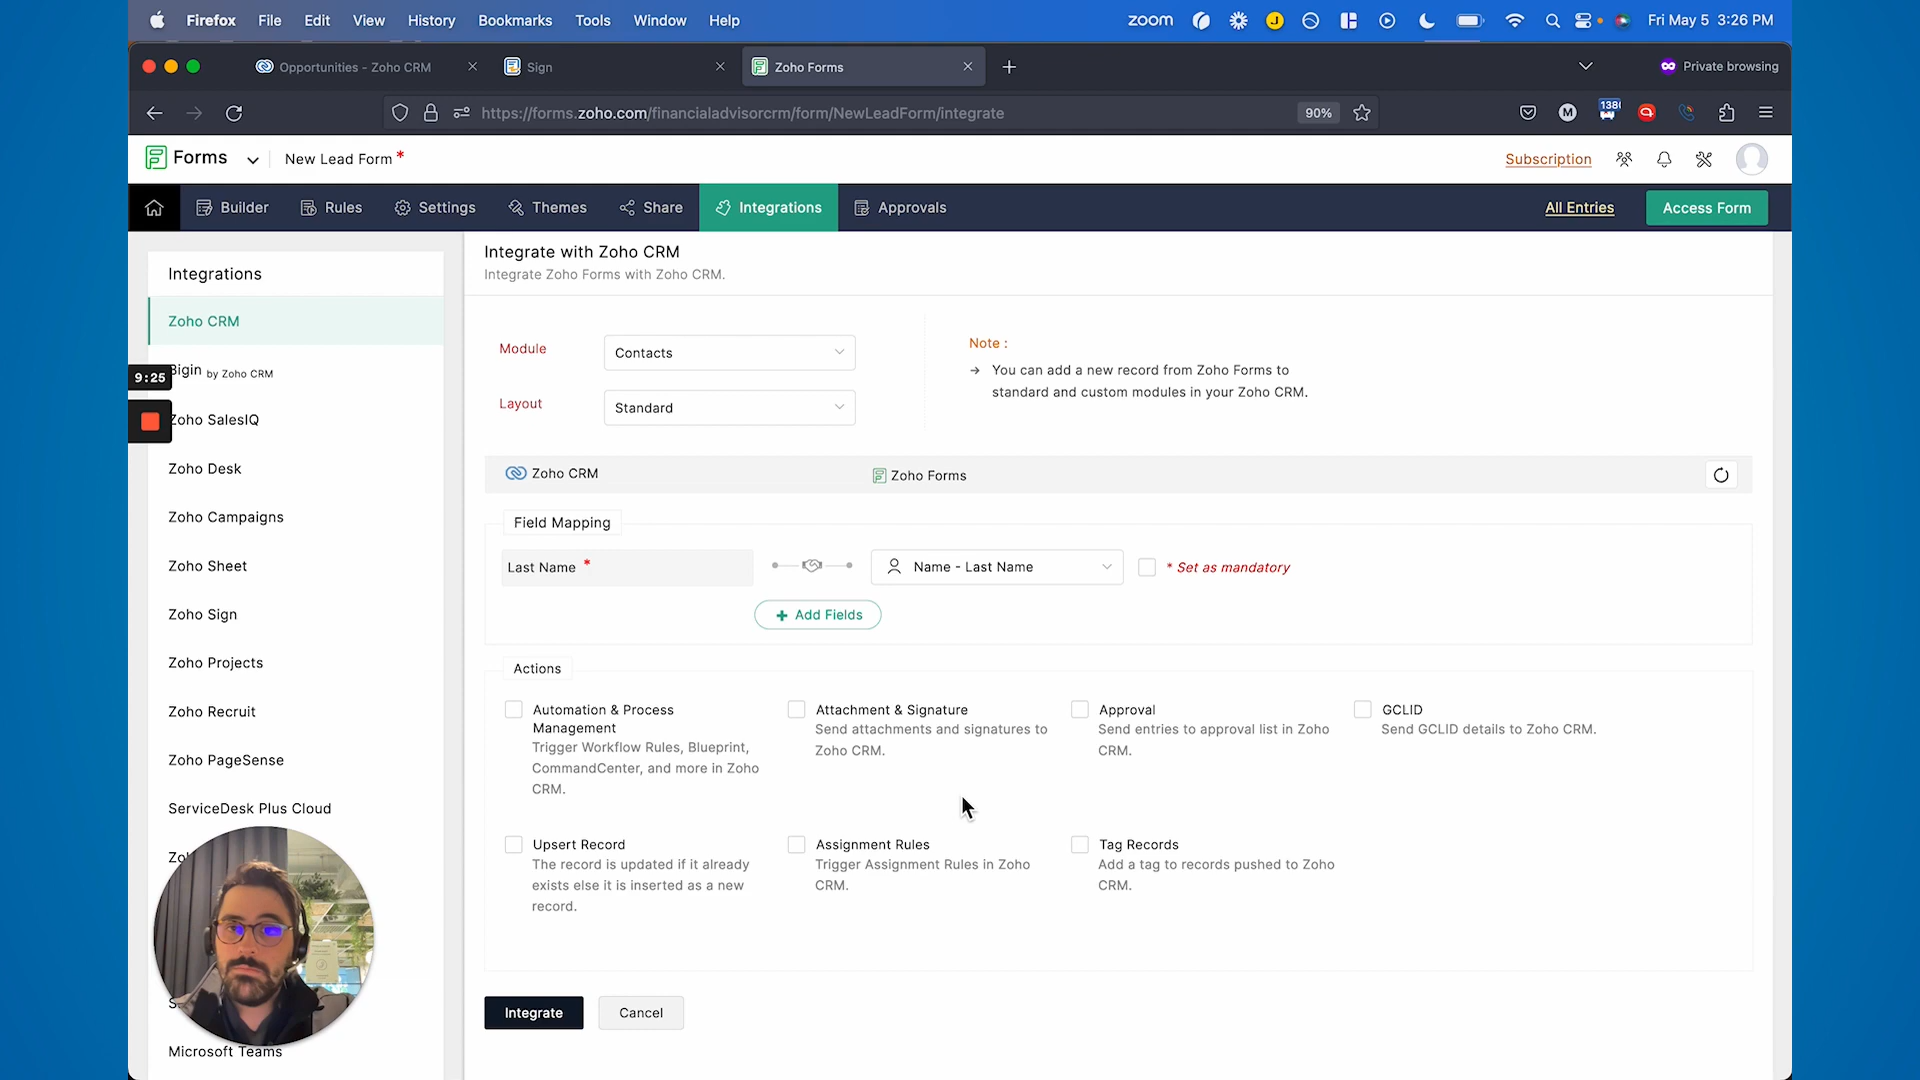 Firefox File Edit View History Bookmarks Tools Window Help
zoom
J
Fri May 5 3:26 PM
Opportunities - Zoho CRM
Sign
Zoho Forms
Private browsing
https://forms.zoho.com/financialadvisorcrm/form/NewLeadForm/integrate
90%
M
Forms
New Lead Form *
Subscription
Builder
Rules
Settings
Themes
Share
Integrations
Approvals
All Entries
Access Form
Integrations
Zoho CRM
Bigin by Zoho CRM
9:25
Zoho SalesIQ
Zoho Desk
Zoho Campaigns
Zoho Sheet
Zoho Sign
Zoho Projects
Zoho Recruit
Zoho PageSense
ServiceDesk Plus Cloud
Microsoft Teams
Integrate with Zoho CRM
Integrate Zoho Forms with Zoho CRM.
Module
Contacts
Layout
Standard
Note :
→ You can add a new record from Zoho Forms to
standard and custom modules in your Zoho CRM.
Zoho CRM
Zoho Forms
Field Mapping
Last Name *
Name - Last Name
* Set as mandatory
+ Add Fields
Actions
Automation & Process
Management
Trigger Workflow Rules, Blueprint,
CommandCenter, and more in Zoho
CRM.
Attachment & Signature
Send attachments and signatures to
Zoho CRM.
Approval
Send entries to approval list in Zoho
CRM.
GCLID
Send GCLID details to Zoho CRM.
Upsert Record
The record is updated if it already
exists else it is inserted as a new
record.
Assignment Rules
Trigger Assignment Rules in Zoho
CRM.
Tag Records
Add a tag to records pushed to Zoho
CRM.
Integrate
Cancel